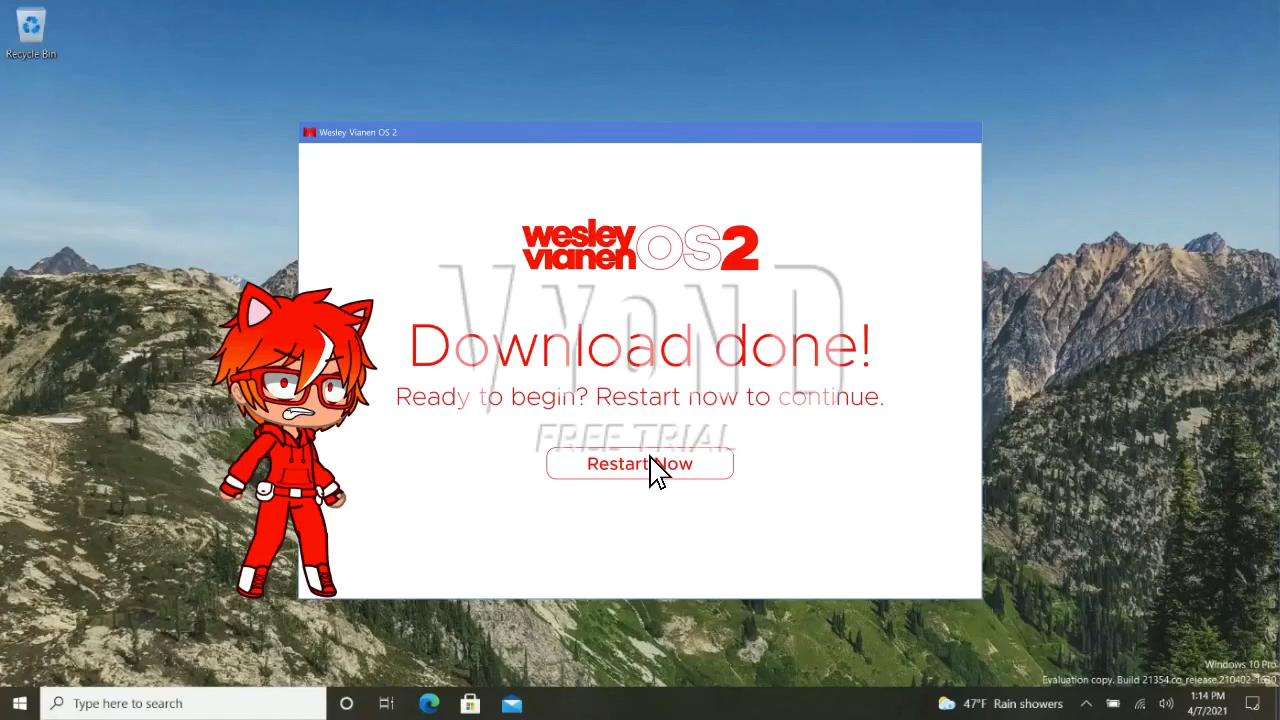 Recycle Bin
Wesley Vianen OS 2
wesley
vianen OS2
VYOND
Download done!
Ready to begin? Restart now to continue.
FREE TRIAL
Restart Now
Windows 10 Pro
Evaluation copy. Build 21354.co_release.210402-1630
Type here to search
47°F Rain showers
1:14 PM
4/7/2021